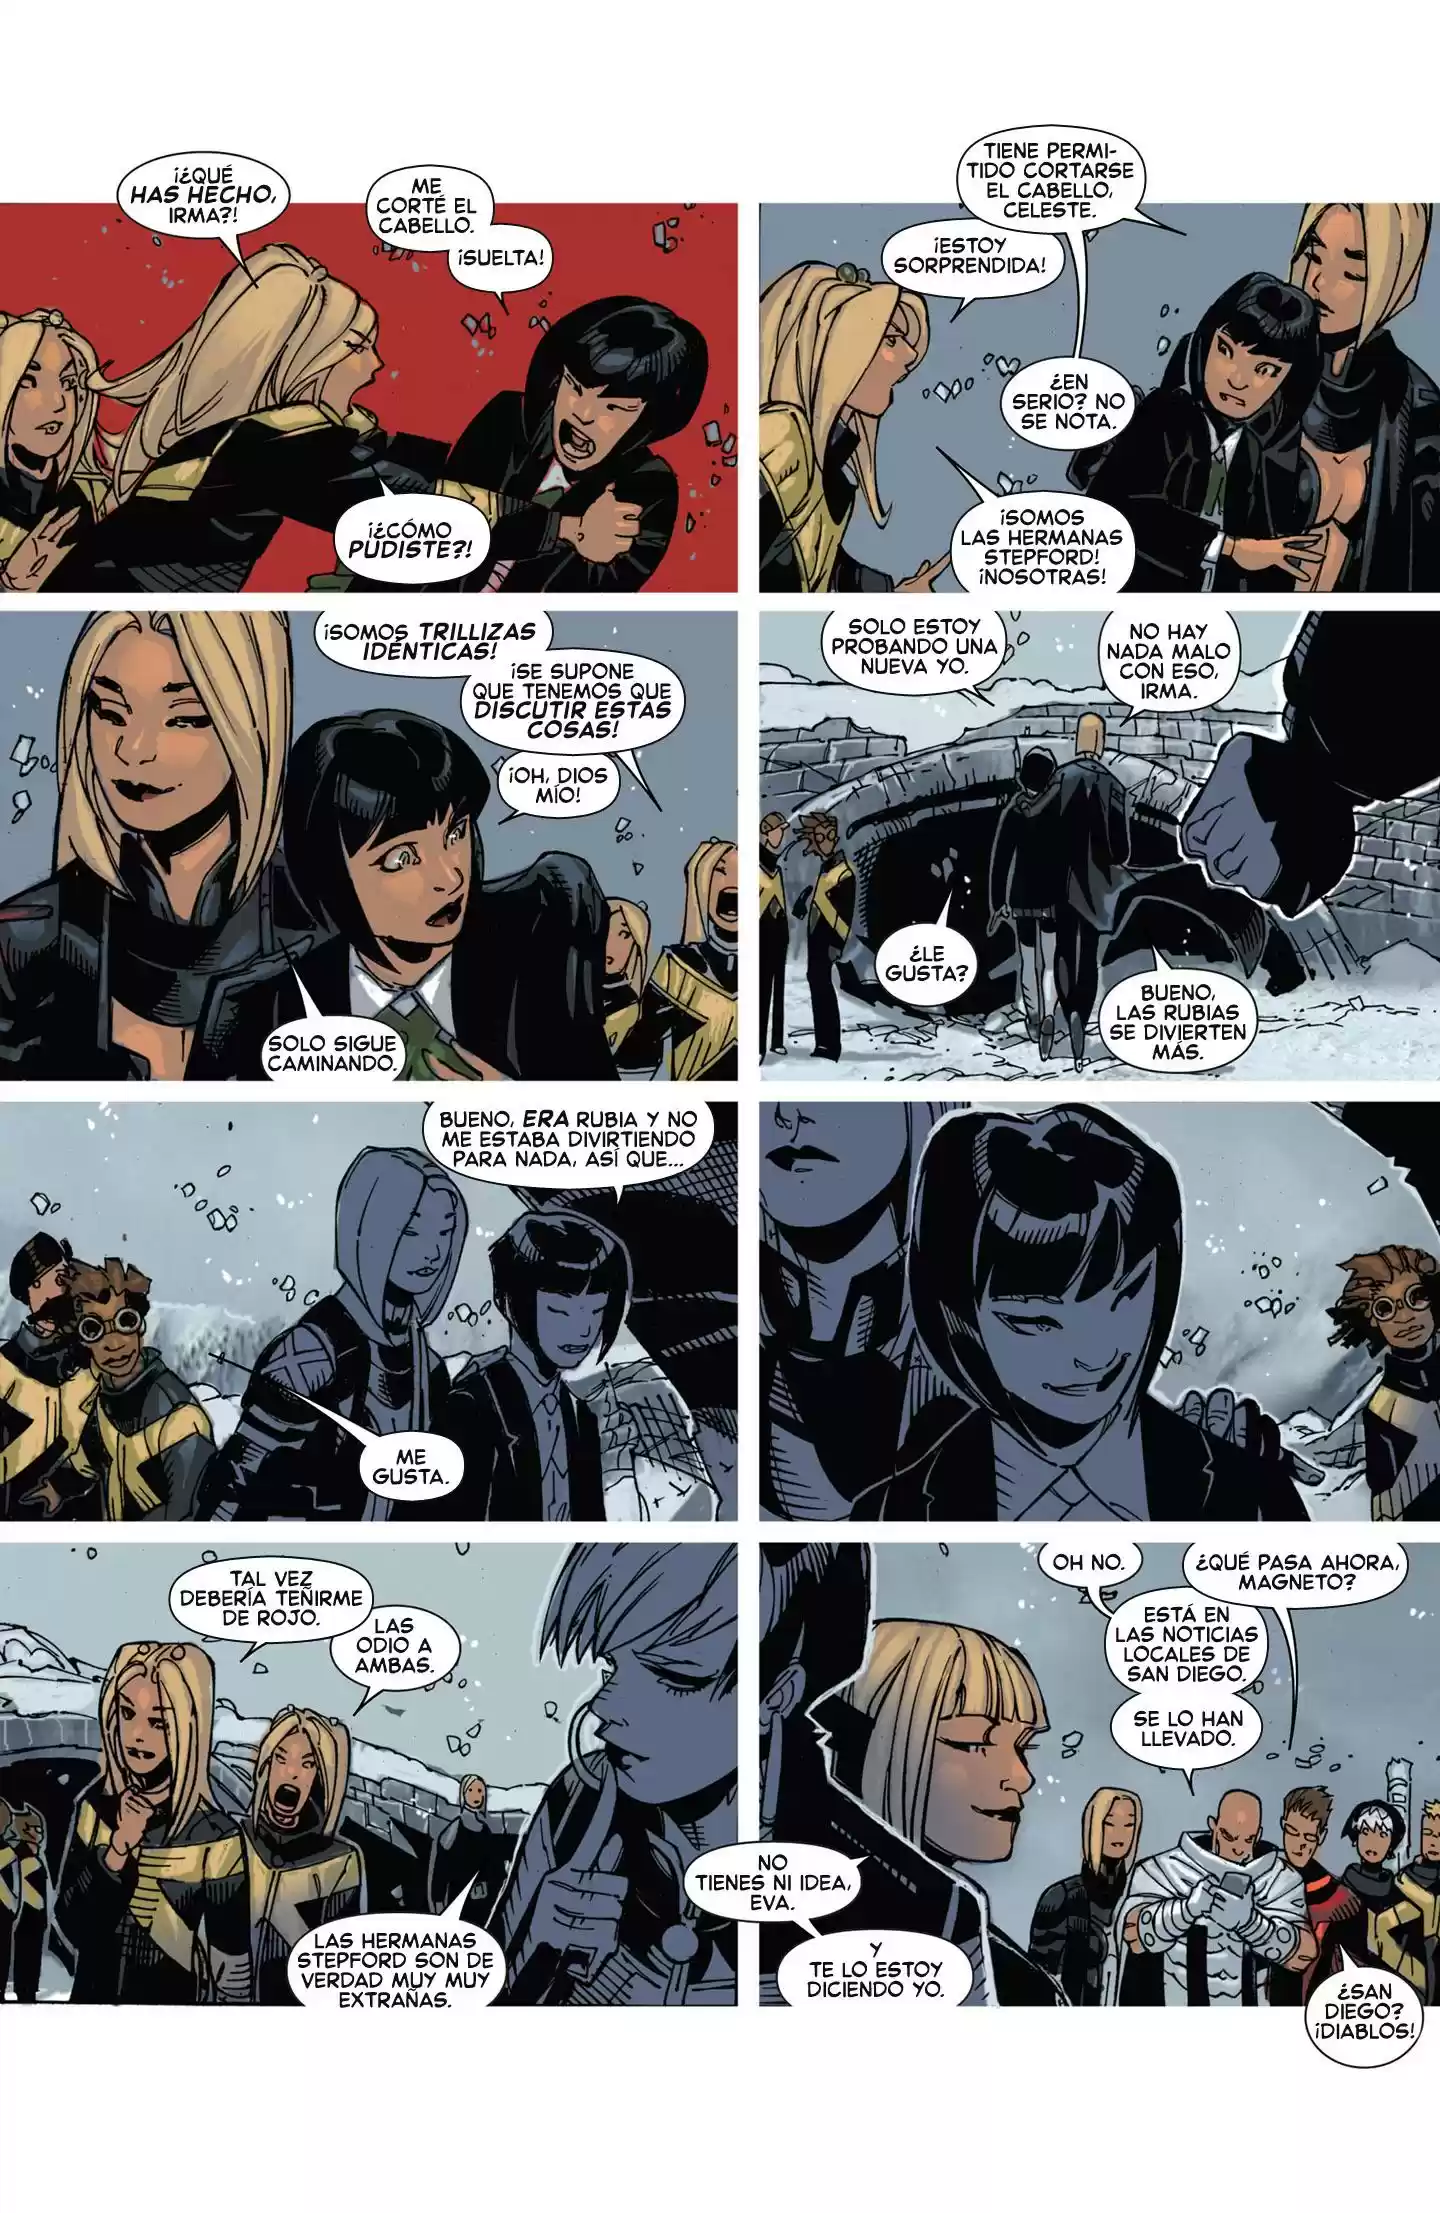 ¡¿QUÉ
HAS HECHO,
IRMA?!
ME
CORTÉ EL
CABELLO.
¡SUELTA!
¡¿CÓMO
PUDISTE?!
TIENE PERMI-
TIDO CORTARSE
EL CABELLO,
CELESTE.
¡ESTOY
SORPRENDIDA!
¿EN
SERIO? NO
SE NOTA.
¡SOMOS
LAS HERMANAS
STEPFORD!
¡NOSOTRAS!
¡SOMOS TRILLIZAS
IDÉNTICAS!
¡SE SUPONE
QUE TENEMOS QUE
DISCUTIR ESTAS
COSAS!
¡OH, DIOS
MÍO!
SOLO SIGUE
CAMINANDO.
SOLO ESTOY
PROBANDO UNA
NUEVA YO.
NO HAY
NADA MALO
CON ESO,
IRMA.
¿LE
GUSTA?
BUENO,
LAS RUBIAS
SE DIVIERTEN
MÁS.
BUENO, ERA RUBIA Y NO
ME ESTABA DIVIRTIENDO
PARA NADA, ASÍ QUE...
ME
GUSTA.
TAL VEZ
DEBERÍA TEÑIRME
DE ROJO.
LAS
ODIO A
AMBAS.
LAS HERMANAS
STEPFORD SON DE
VERDAD MUY MUY
EXTRAÑAS.
NO
TIENES NI IDEA,
EVA.
Y
TE LO ESTOY
DICIENDO YO.
OH NO.
¿QUÉ PASA AHORA,
MAGNETO?
ESTÁ EN
LAS NOTICIAS
LOCALES DE
SAN DIEGO.
SE LO HAN
LLEVADO.
¿SAN
DIEGO?
¡DIABLOS!